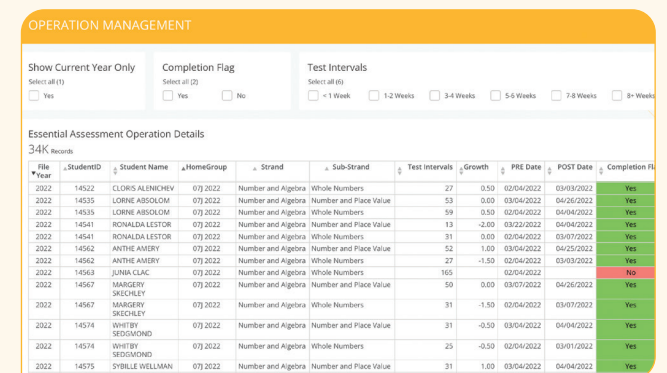 OPERATION MANAGEMENT
Show Current Year Only Completion Flag Test Intervals
Select all (1) Select all (2) Select all (6)
Yes Yes No < 1 Week 1-2 Weeks 3-4 Weeks 5-6 Weeks 7-8 Weeks 8+ Weeks
Essential Assessment Operation Details
34K Records
File Year StudentID Student Name HomeGroup Strand Sub-Strand Test Intervals Growth PRE Date POST Date Completion Fla
2022 14522 CLORIS ALENICHEV 07J 2022 Number and Algebra Whole Numbers 27 0.50 02/04/2022 03/03/2022 Yes
2022 14535 LORNE ABSOLOM 07J 2022 Number and Algebra Number and Place Value 53 0.00 03/04/2022 04/26/2022 Yes
2022 14535 LORNE ABSOLOM 07J 2022 Number and Algebra Whole Numbers 59 0.50 02/04/2022 04/04/2022 Yes
2022 14541 RONALDA LESTOR 07J 2022 Number and Algebra Number and Place Value 13 -2.00 03/22/2022 04/04/2022 Yes
2022 14541 RONALDA LESTOR 07J 2022 Number and Algebra Whole Numbers 31 0.00 02/04/2022 03/07/2022 Yes
2022 14562 ANTHE AMERY 07J 2022 Number and Algebra Number and Place Value 52 1.00 03/04/2022 04/25/2022 Yes
2022 14562 ANTHE AMERY 07J 2022 Number and Algebra Whole Numbers 27 -1.50 02/04/2022 03/03/2022 Yes
2022 14563 JUNIA CLAC 07J 2022 Number and Algebra Whole Numbers 165 02/04/2022 No
2022 14567 MARGERY SKECHLEY 07J 2022 Number and Algebra Number and Place Value 50 0.00 03/07/2022 04/26/2022 Yes
2022 14567 MARGERY SKECHLEY 07J 2022 Number and Algebra Whole Numbers 31 -1.50 02/04/2022 03/07/2022 Yes
2022 14574 WHITBY SEDGMOND 07J 2022 Number and Algebra Number and Place Value 31 -0.50 03/04/2022 04/04/2022 Yes
2022 14574 WHITBY SEDGMOND 07J 2022 Number and Algebra Whole Numbers 25 -0.50 02/04/2022 03/01/2022 Yes
2022 14575 SYBILLE WELLMAN 07J 2022 Number and Algebra Number and Place Value 31 1.00 03/04/2022 04/04/2022 Yes